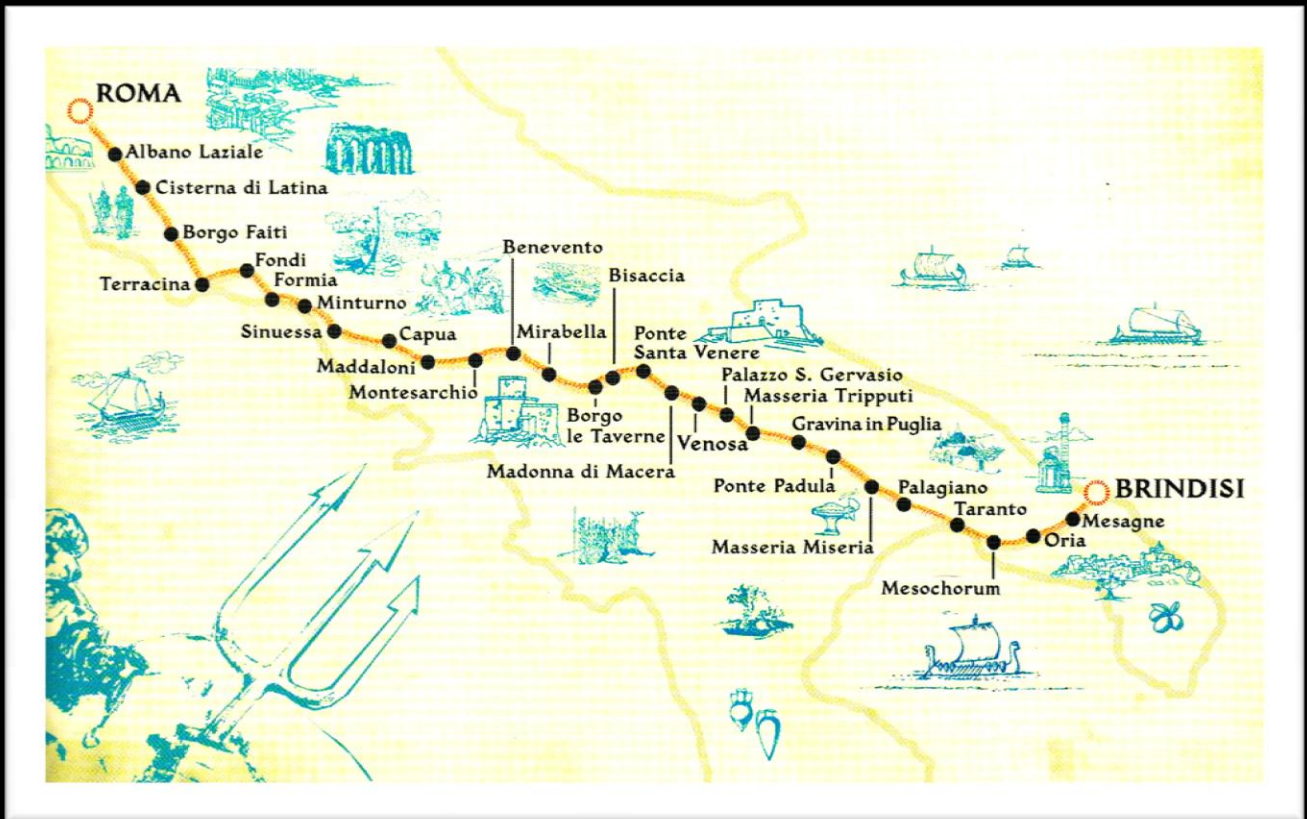 ROMA
Albano Laziale
Cisterna di Latina
Borgo Faiti
Terracina
Fondi
Formia
Minturno
Sinuessa
Capua
Maddaloni
Montesarchio
Benevento
Mirabella
Borgo
le Taverne
Bisaccia
Ponte
Santa Venere
Madonna di Macera
Venosa
Palazzo S. Gervasio
Masseria Tripputi
Gravina in Puglia
Ponte Padula
Masseria Miseria
Palagiano
Taranto
Mesochorum
Oria
Mesagne
BRINDISI